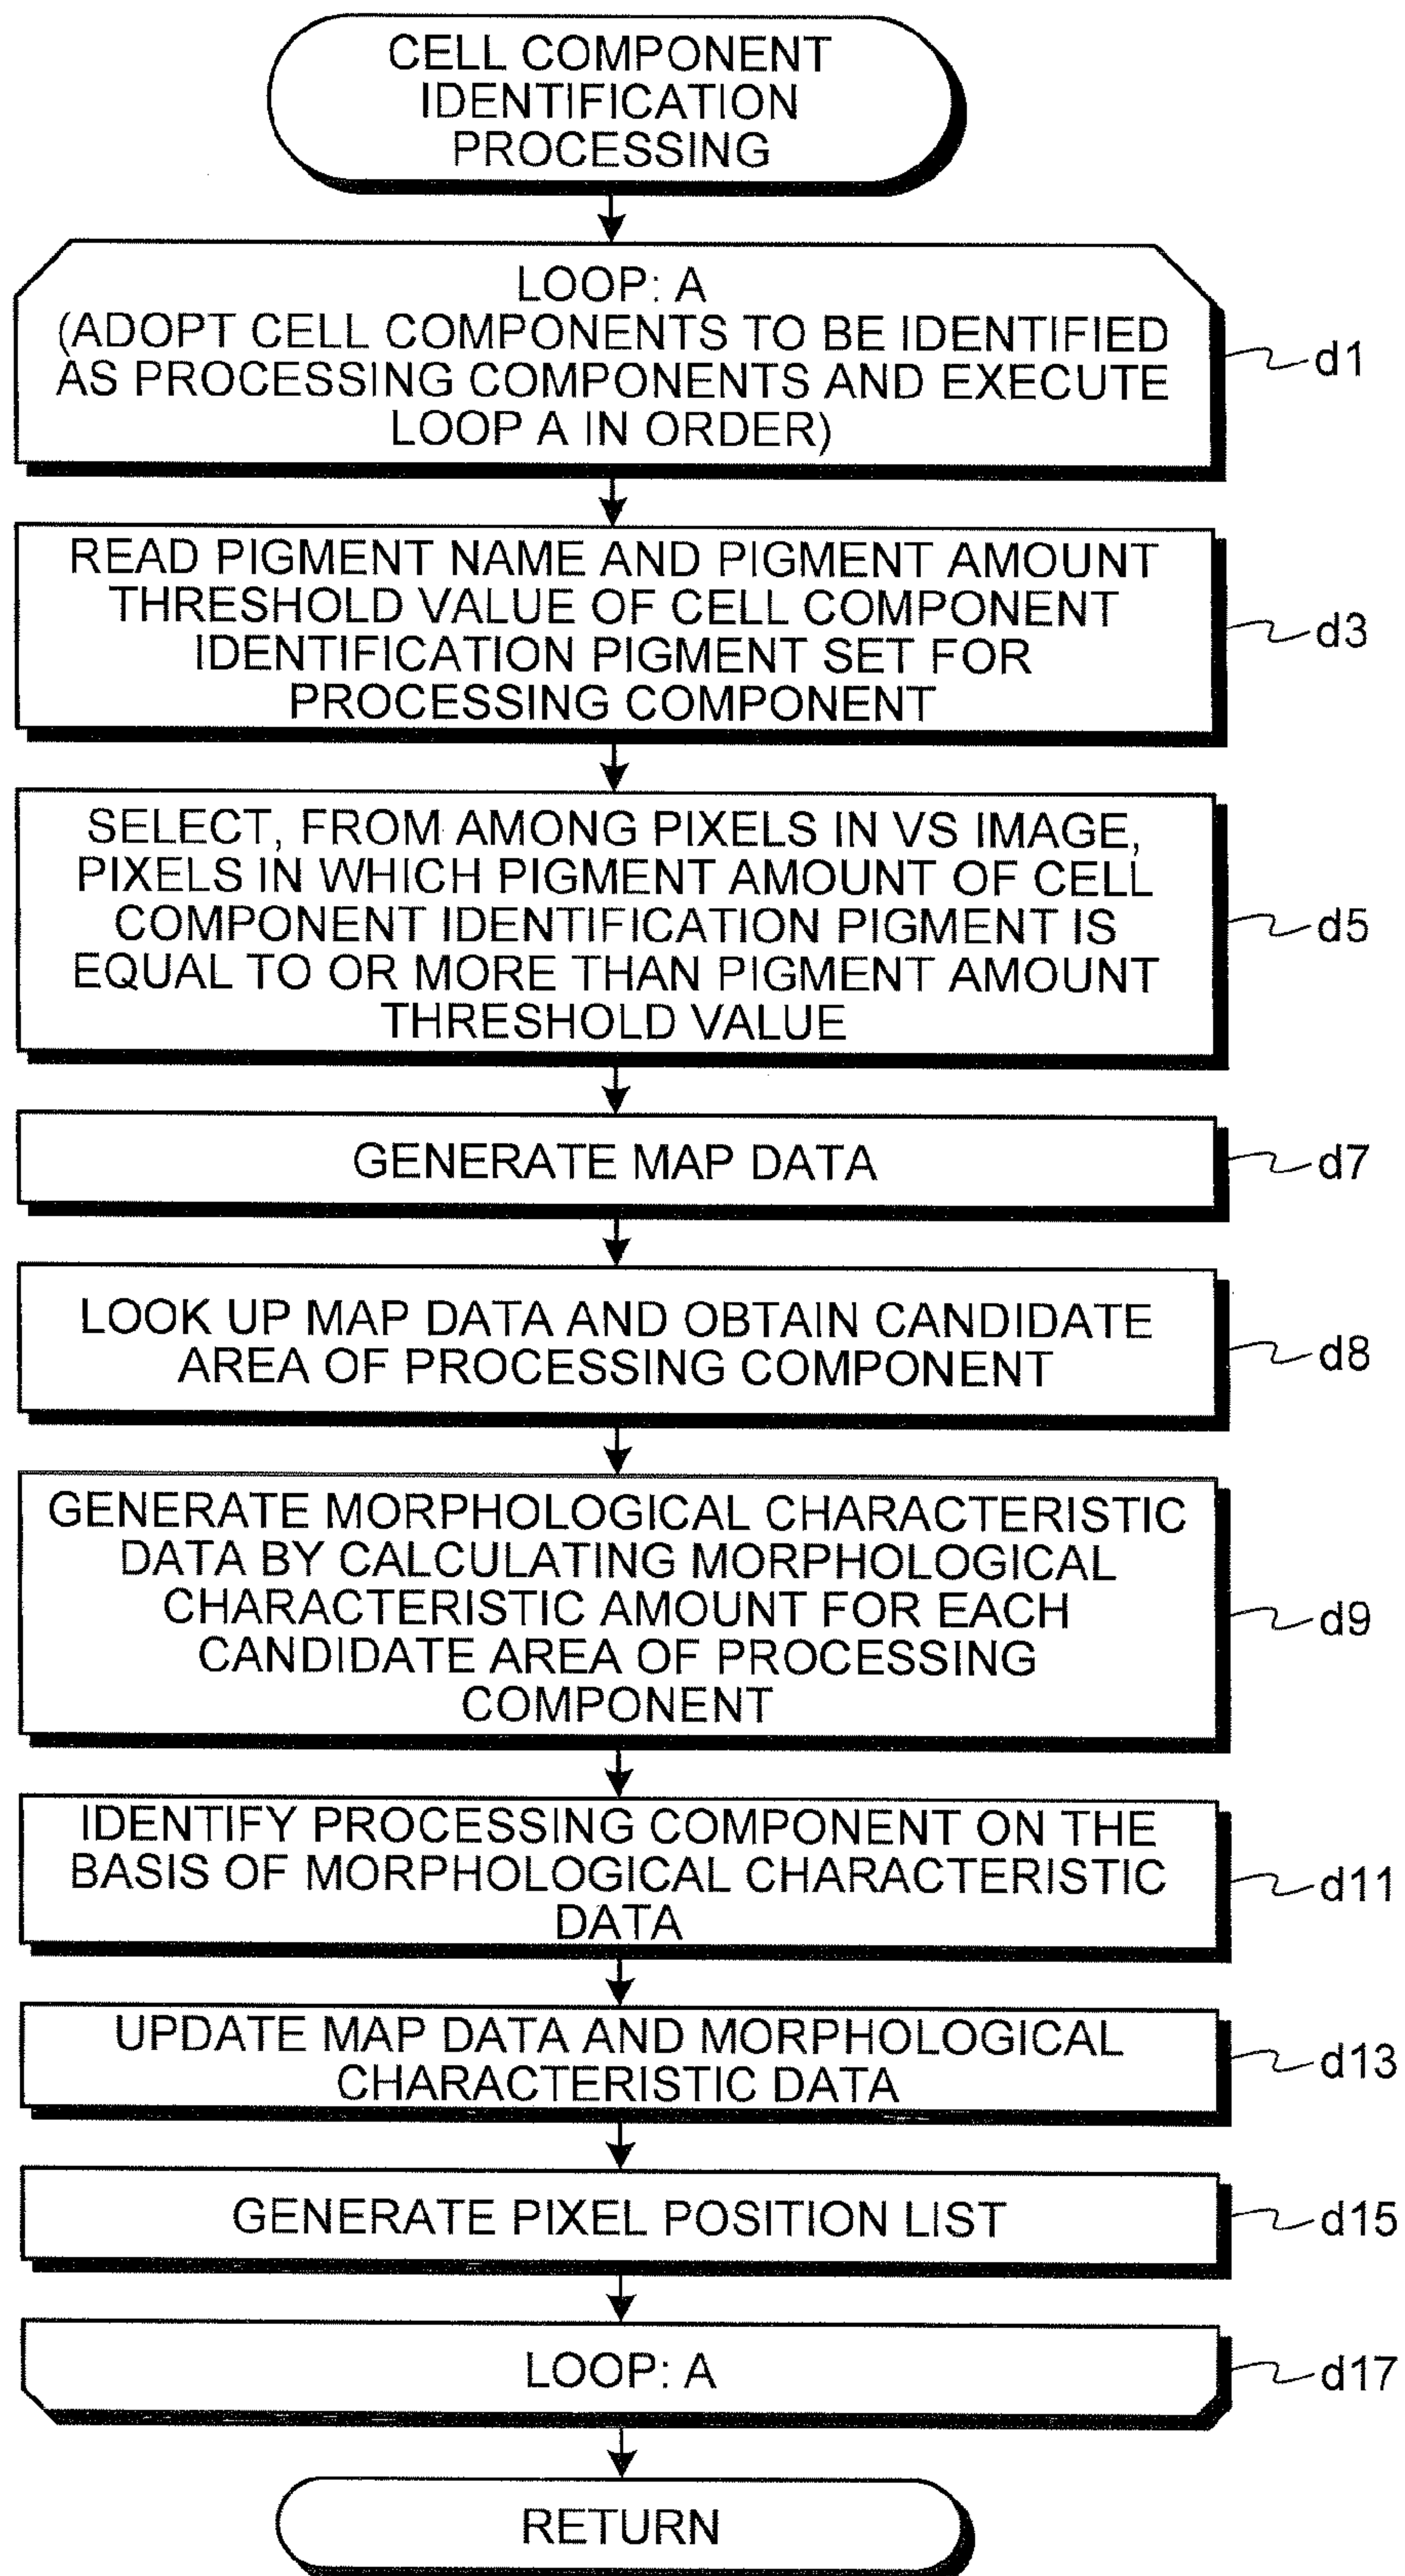 CELL COMPONENT
IDENTIFICATION
PROCESSING
LOOP: A
(ADOPT CELL COMPONENTS TO BE IDENTIFIED
AS PROCESSING COMPONENTS AND EXECUTE
LOOP A IN ORDER)
d1
READ PIGMENT NAME AND PIGMENT AMOUNT
THRESHOLD VALUE OF CELL COMPONENT
IDENTIFICATION PIGMENT SET FOR
PROCESSING COMPONENT
d3
SELECT, FROM AMONG PIXELS IN VS IMAGE,
PIXELS IN WHICH PIGMENT AMOUNT OF CELL
COMPONENT IDENTIFICATION PIGMENT IS
EQUAL TO OR MORE THAN PIGMENT AMOUNT
THRESHOLD VALUE
d5
GENERATE MAP DATA
d7
LOOK UP MAP DATA AND OBTAIN CANDIDATE
AREA OF PROCESSING COMPONENT
d8
GENERATE MORPHOLOGICAL CHARACTERISTIC
DATA BY CALCULATING MORPHOLOGICAL
CHARACTERISTIC AMOUNT FOR EACH
CANDIDATE AREA OF PROCESSING
COMPONENT
d9
IDENTIFY PROCESSING COMPONENT ON THE
BASIS OF MORPHOLOGICAL CHARACTERISTIC
DATA
d11
UPDATE MAP DATA AND MORPHOLOGICAL
CHARACTERISTIC DATA
d13
GENERATE PIXEL POSITION LIST
d15
LOOP: A
d17
RETURN